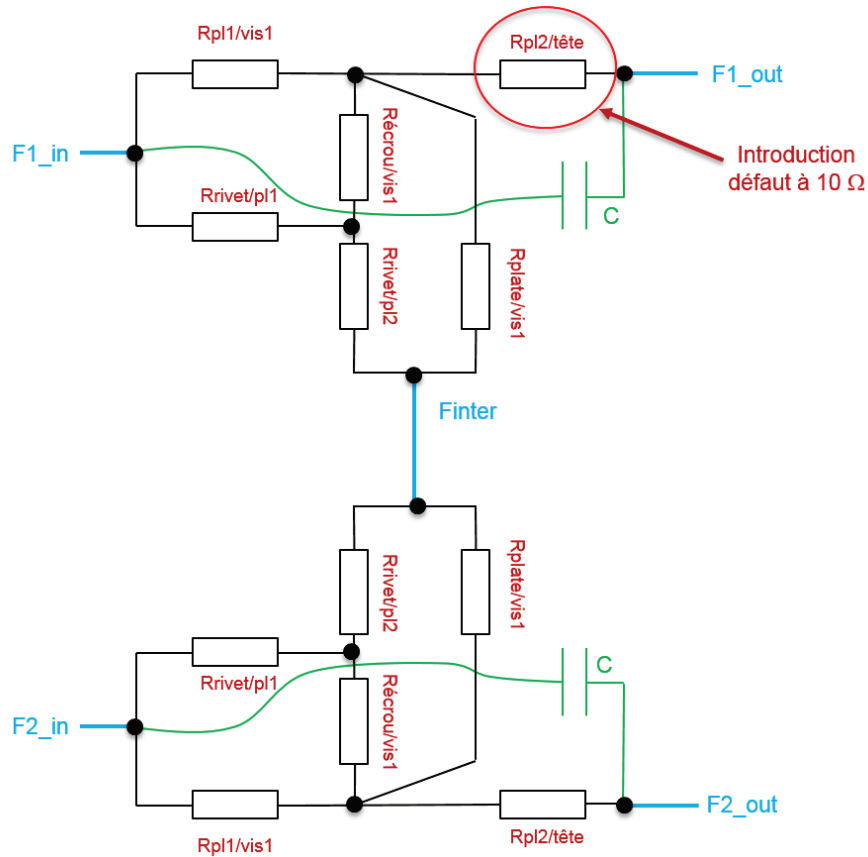 Rpl1/vis1
Rpl2/tête
F1_out
F1_in
Récrou/vis1
Introduction
défaut à 10 Ω
Rrivet/pl1
C
Rrivet/pl2
Rplate/vis1
Finter
Rrivet/pl2
Rplate/vis1
C
Rrivet/pl1
Récrou/vis1
F2_in
F2_out
Rpl1/vis1
Rpl2/tête